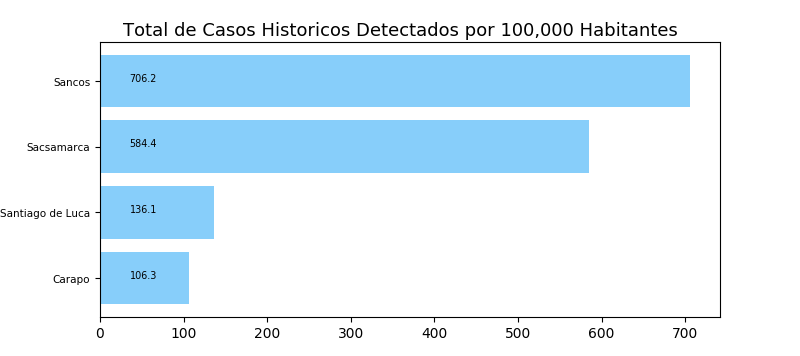 Total de Casos Historicos Detectados por 100,000 Habitantes
Sancos
706.2
Sacsamarca
584.4
Santiago de Luca
136.1
Carapo
106.3
0 100 200 300 400 500 600 700